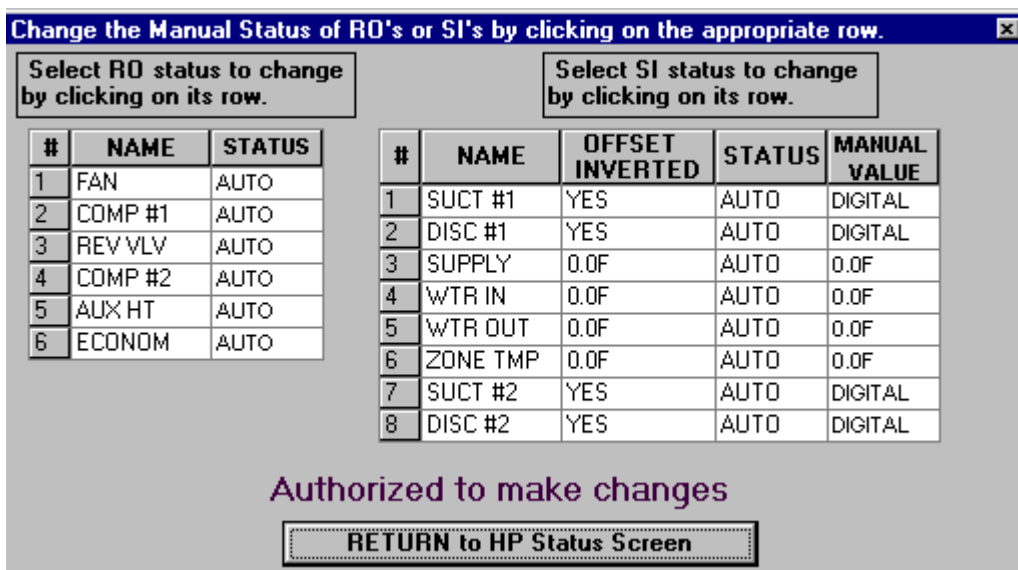 Change the Manual Status of RO's or SI's by clicking on the appropriate row.
Select RO status to change
by clicking on its row.
# NAME STATUS
1 FAN AUTO
2 COMP #1 AUTO
3 REV VLV AUTO
4 COMP #2 AUTO
5 AUX HT AUTO
6 ECONOM AUTO
Select SI status to change
by clicking on its row.
# NAME OFFSET INVERTED STATUS MANUAL VALUE
1 SUCT #1 YES AUTO DIGITAL
2 DISC #1 YES AUTO DIGITAL
3 SUPPLY 0.0F AUTO 0.0F
4 WTR IN 0.0F AUTO 0.0F
5 WTR OUT 0.0F AUTO 0.0F
6 ZONE TMP 0.0F AUTO 0.0F
7 SUCT #2 YES AUTO DIGITAL
8 DISC #2 YES AUTO DIGITAL
Authorized to make changes
RETURN to HP Status Screen